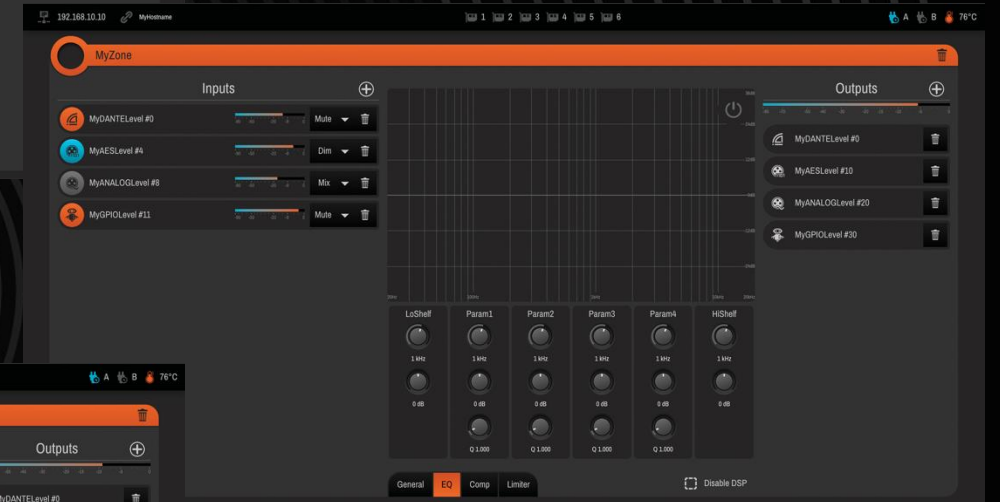 192.168.10.10 MyHostname 1 2 3 4 5 6 A B 76°C
MyZone
Inputs
MyDANTELevel #0 Mute
MyAESLevel #4 Dim
MyANALOGLevel #8 Mix
MyGPIOLevel #11 Mute
LoShelf Param1 Param2 Param3 Param4 HiShelf
1 kHz 1 kHz 1 kHz 1 kHz 1 kHz 1 kHz
0 dB 0 dB 0 dB 0 dB 0 dB 0 dB
Q 1.000 Q 1.000 Q 1.000 Q 1.000
General EQ Comp Limiter Disable DSP
Outputs
MyDANTELevel #0
MyAESLevel #10
MyANALOGLevel #20
MyGPIOLevel #30
A B 76°C
Outputs
MyDANTELevel #0